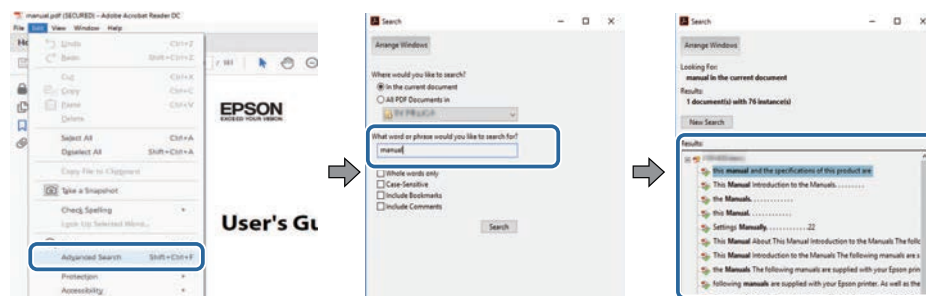 manual.pdf (SECURED) - Adobe Acrobat Reader DC
File Edit View Window Help
Undo Ctrl+Z
Redo Shift+Ctrl+Z
Cut Ctrl+X
Copy Ctrl+C
Paste Ctrl+V
Delete
Select All Ctrl+A
Deselect All Shift+Ctrl+A
Copy File to Clipboard
Take a Snapshot
Check Spelling
Look Up Selected Word...
Advanced Search Shift+Ctrl+F
Protection
Accessibility
/ 181
EPSON
EXCEED YOUR VISION
User's Gu
Search
Arrange Windows
Where would you like to search?
In the current document
All PDF Documents in
What word or phrase would you like to search for?
manual
Whole words only
Case-Sensitive
Include Bookmarks
Include Comments
Search
Search
Arrange Windows
Looking For:
manual in the current document
Results:
1 document(s) with 76 instance(s)
New Search
Results:
this manual and the specifications of this product are
This Manual Introduction to the Manuals. . . . . . . . .
the Manuals. . . . . . . . . . . . .
this Manual. . . . . . . . . . . . .
Settings Manually. . . . . . . . . . . . .22
This Manual About This Manual Introduction to the Manuals The follo
This Manual Introduction to the Manuals The following manuals are s
the Manuals The following manuals are supplied with your Epson prin
following manuals are supplied with your Epson printer. As well as the